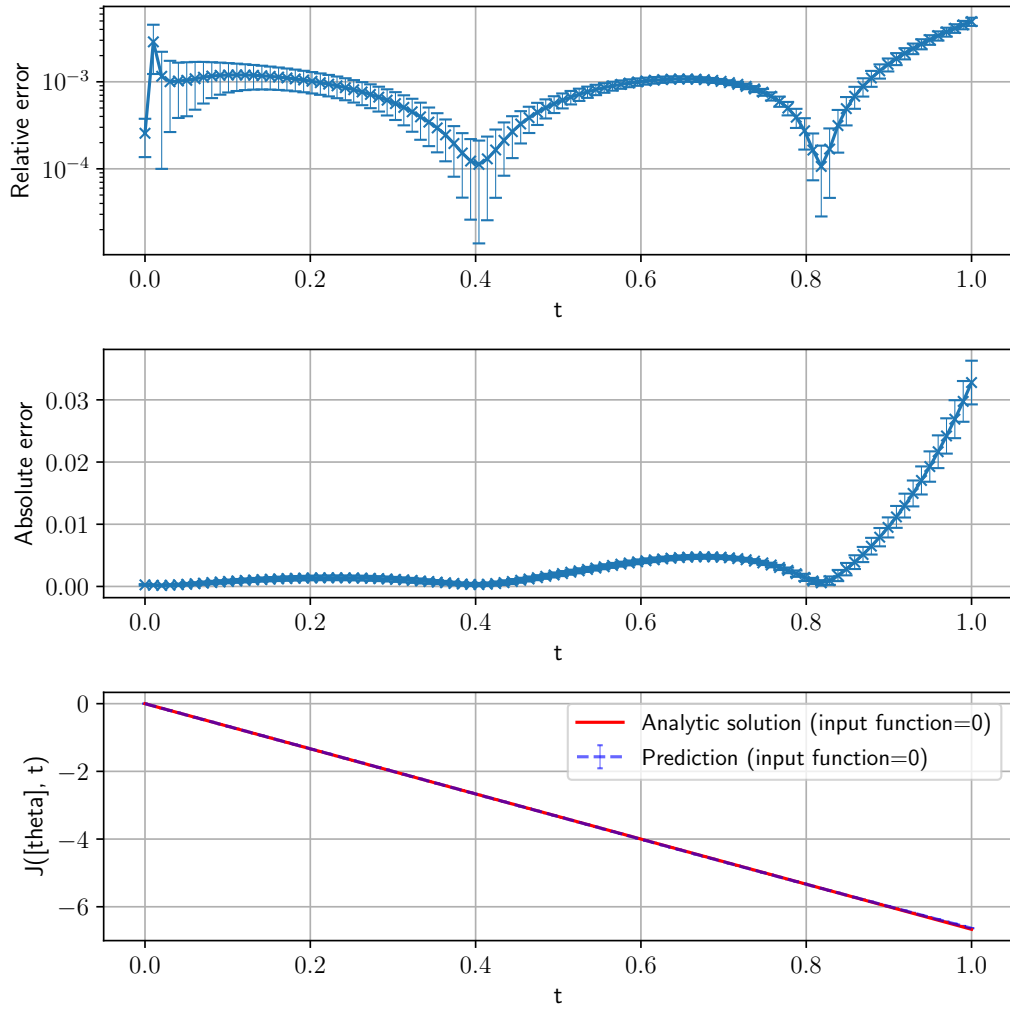 Relative error
10⁻³
10⁻⁴
0.0 0.2 0.4 0.6 0.8 1.0
t
Absolute error
0.03
0.02
0.01
0.00
0.0 0.2 0.4 0.6 0.8 1.0
t
J([theta], t)
0
−2
−4
−6
Analytic solution (input function=0)
Prediction (input function=0)
0.0 0.2 0.4 0.6 0.8 1.0
t